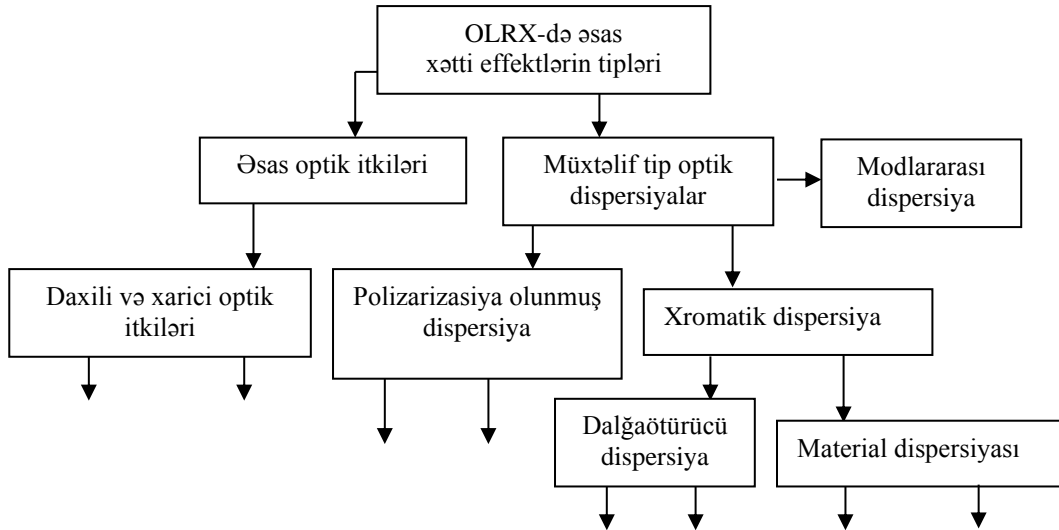 OLRX-də əsas
xətti effektlərin tipləri
Əsas optik itkiləri
Müxtəlif tip optik
dispersiyalar
Modlararası
dispersiya
Daxili və xarici optik
itkiləri
Polizarizasiya olunmuş
dispersiya
Xromatik dispersiya
Dalğaötürücü
dispersiya
Material dispersiyası